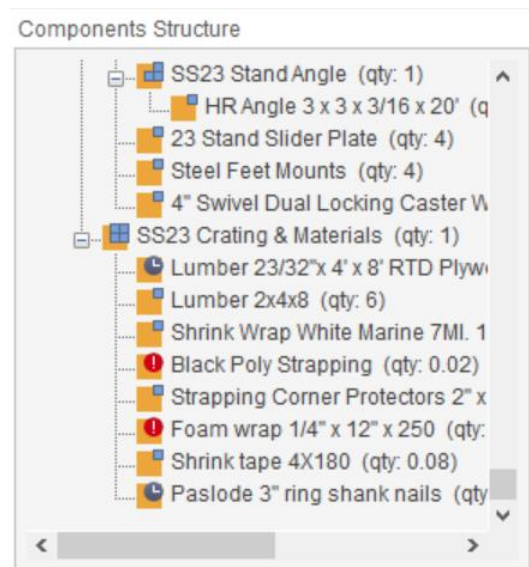 Components Structure
SS23 Stand Angle (qty: 1)
HR Angle 3 x 3 x 3/16 x 20' (q
23 Stand Slider Plate (qty: 4)
Steel Feet Mounts (qty: 4)
4" Swivel Dual Locking Caster W
SS23 Crating & Materials (qty: 1)
Lumber 23/32"x 4' x 8' RTD Plyw
Lumber 2x4x8 (qty: 6)
Shrink Wrap White Marine 7Ml. 1
Black Poly Strapping (qty: 0.02)
Strapping Corner Protectors 2" x
Foam wrap 1/4" x 12" x 250 (qty:
Shrink tape 4X180 (qty: 0.08)
Paslode 3" ring shank nails (qty